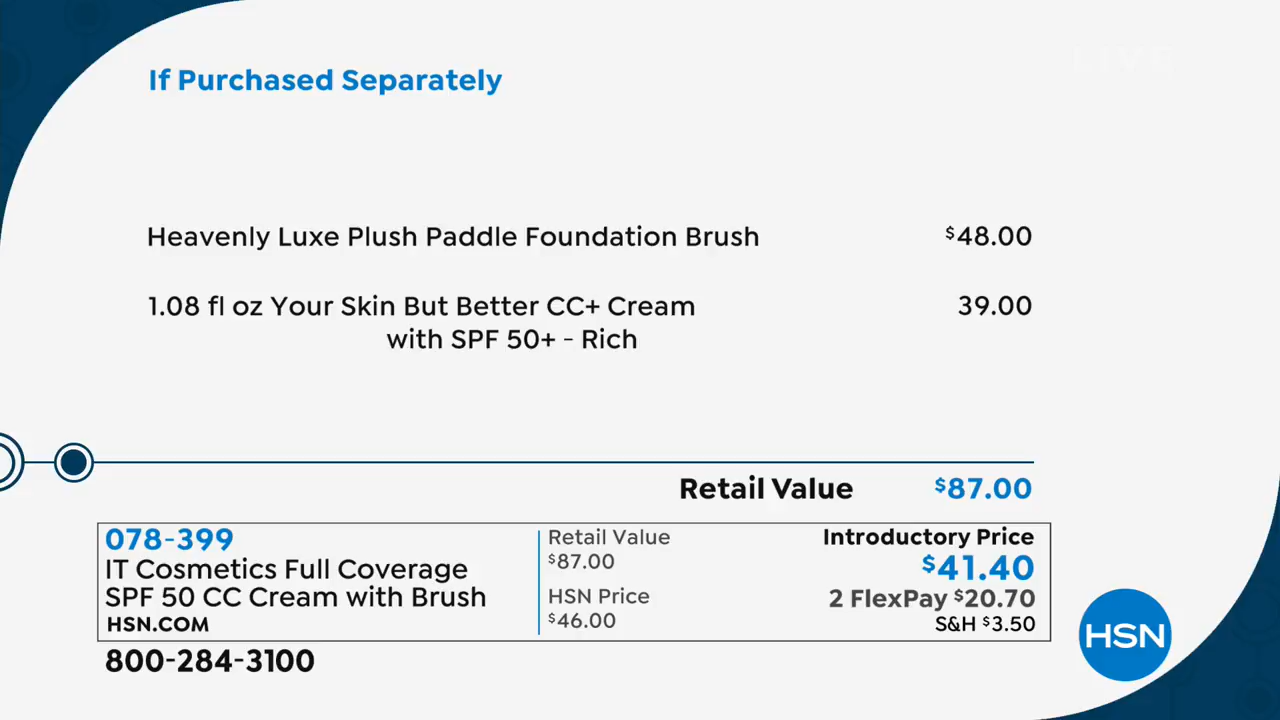 LIVE
If Purchased Separately
Heavenly Luxe Plush Paddle Foundation Brush $48.00
1.08 fl oz Your Skin But Better CC+ Cream 39.00
with SPF 50+ - Rich
Retail Value $87.00
078-399
IT Cosmetics Full Coverage
SPF 50 CC Cream with Brush
HSN.COM
Retail Value
$87.00
HSN Price
$46.00
Introductory Price
$41.40
2 FlexPay $20.70
S&H $3.50
800-284-3100
HSN